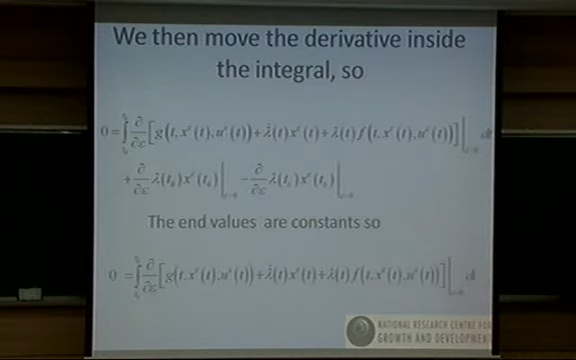 We then move the derivative inside
the integral, so
0 = ∫ ∂/∂ε [g(t, x^ε(t), u^ε(t)) + λ̇(t)x^ε(t) + λ(t)f(t, x^ε(t), u^ε(t))] |_{ε=0} dt
+ ∂/∂ε λ(t₀)x^ε(t₀) |_{ε=0} − ∂/∂ε λ(t₁)x^ε(t₁) |_{ε=0}
The end values are constants so
0 = ∫ ∂/∂ε [g(t, x^ε(t), u^ε(t)) + λ̇(t)x^ε(t) + λ(t)f(t, x^ε(t), u^ε(t))] |_{ε=0} dt
NATIONAL RESEARCH CENTRE FOR
GROWTH AND DEVELOPMENT